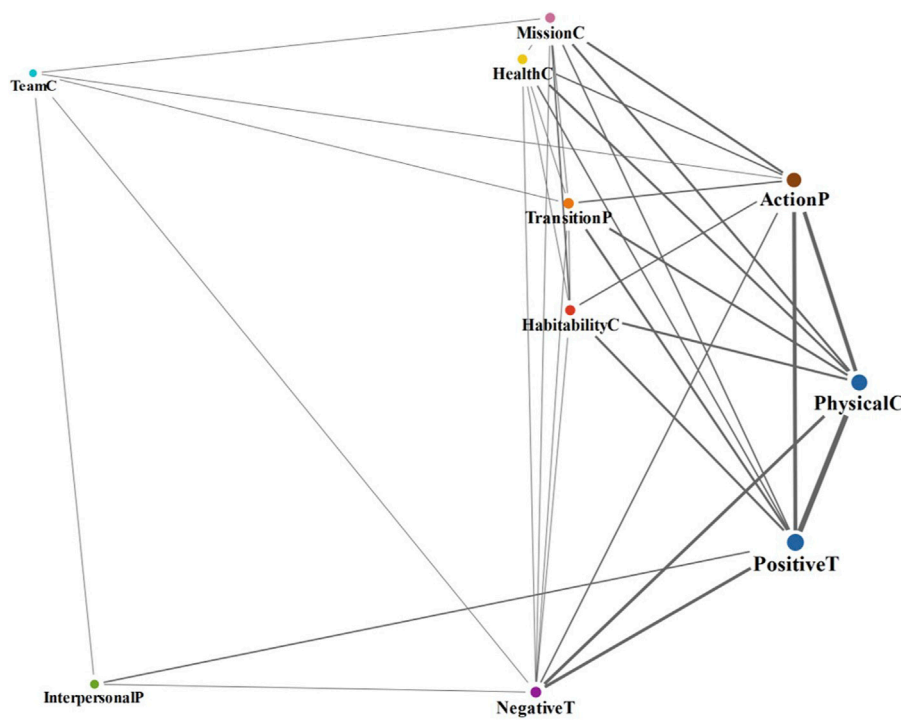 MissionC
HealthC
TeamC
ActionP
TransitionP
HabitabilityC
PhysicalC
PositiveT
InterpersonalP
NegativeT